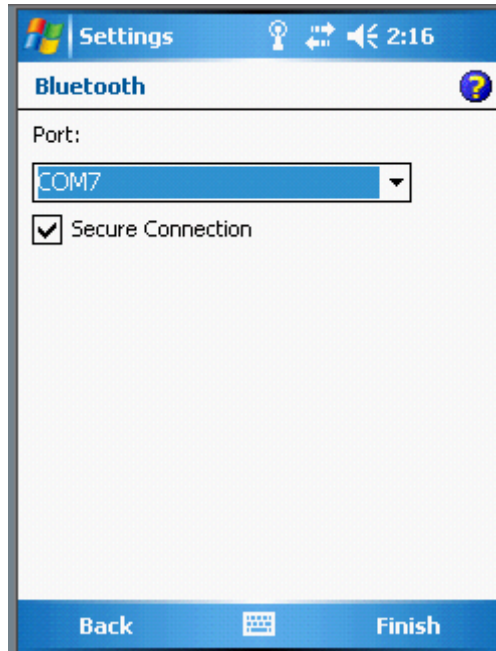 Settings 2:16
Bluetooth
Port:
COM7
Secure Connection
Back Finish